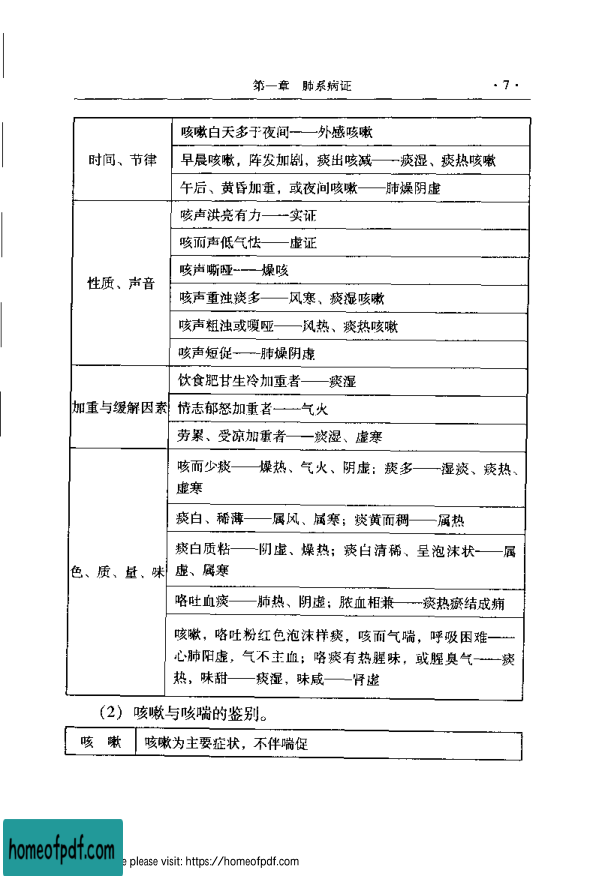 第一章 肺系病证 ·7·
时间、节律
咳嗽白天多于夜间——外感咳嗽
早晨咳嗽，阵发加剧，痰出咳减——痰湿、痰热咳嗽
午后、黄昏加重，或夜间咳嗽——肺燥阴虚
性质、声音
咳声洪亮有力——实证
咳而声低气怯——虚证
咳声嘶哑——燥咳
咳声重浊痰多——风寒、痰湿咳嗽
咳声粗浊或嗄哑——风热、痰热咳嗽
咳声短促——肺燥阴虚
加重与缓解因素
饮食肥甘生冷加重者——痰湿
情志郁怒加重者——气火
劳累、受凉加重者——痰湿、虚寒
色、质、量、味
咳而少痰——燥热、气火、阴虚；痰多——湿痰、痰热、
虚寒
痰白、稀薄——属风、属寒；痰黄而稠——属热
痰白质粘——阴虚、燥热；痰白清稀、呈泡沫状——属
虚、属寒
咯吐血痰——肺热、阴虚；脓血相兼——痰热瘀结成痈
咳嗽，咯吐粉红色泡沫样痰，咳而气喘，呼吸困难——
心肺阳虚，气不主血；咯痰有热腥味，或腥臭气——痰
热，味甜——痰湿，味咸——肾虚
（2）咳嗽与咳喘的鉴别。
咳 嗽 咳嗽为主要症状，不伴喘促
homeofpdf.com
e please visit: https://homeofpdf.com